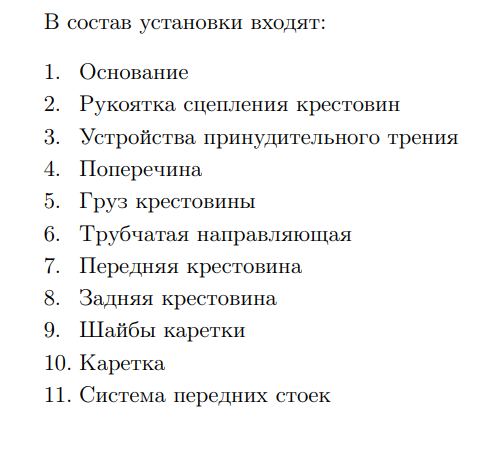 В состав установки входят:
1. Основание
2. Рукоятка сцепления крестовин
3. Устройства принудительного трения
4. Поперечина
5. Груз крестовины
6. Трубчатая направляющая
7. Передняя крестовина
8. Задняя крестовина
9. Шайбы каретки
10. Каретка
11. Система передних стоек